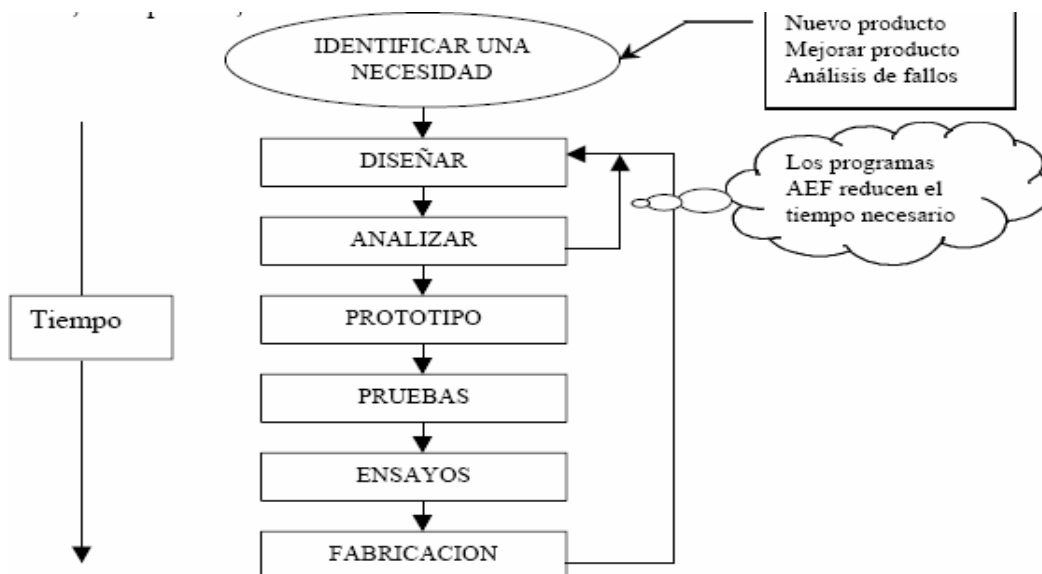 IDENTIFICAR UNA
NECESIDAD
Nuevo producto
Mejorar producto
Análisis de fallos
DISEÑAR
Los programas
AEF reducen el
tiempo necesario
ANALIZAR
Tiempo
PROTOTIPO
PRUEBAS
ENSAYOS
FABRICACION